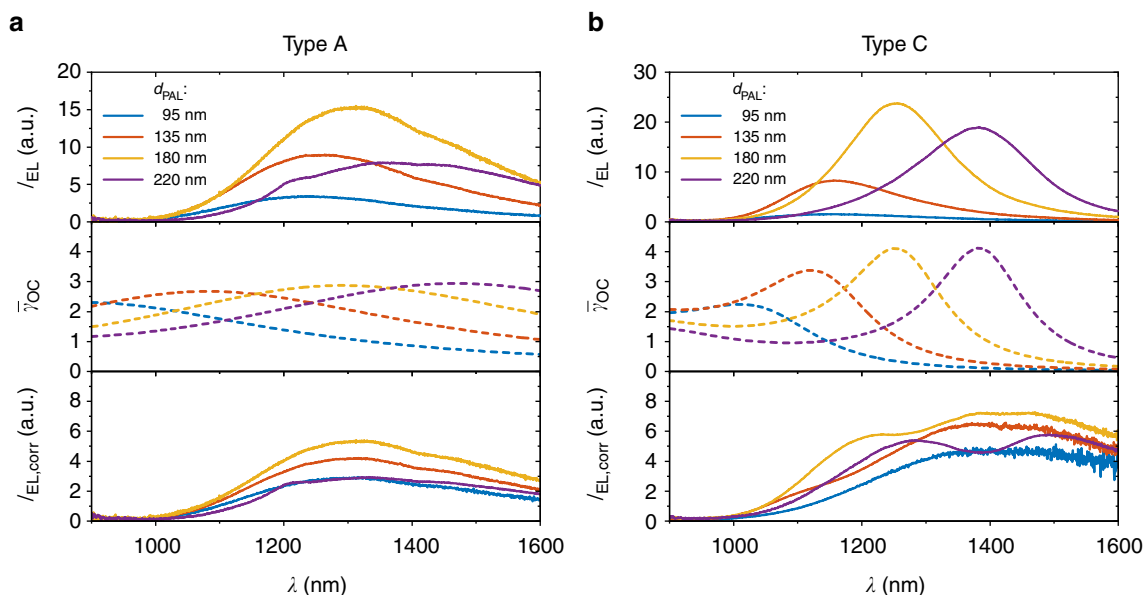 a
Type A
20
15
10
5
0
I_EL (a.u.)
d_PAL:
95 nm
135 nm
180 nm
220 nm
4
3
2
1
0
γ̅_OC
8
6
4
2
0
I_EL,corr (a.u.)
1000 1200 1400 1600
λ (nm)
b
Type C
30
20
10
0
I_EL (a.u.)
d_PAL:
95 nm
135 nm
180 nm
220 nm
4
3
2
1
0
γ̅_OC
8
6
4
2
0
I_EL,corr (a.u.)
1000 1200 1400 1600
λ (nm)